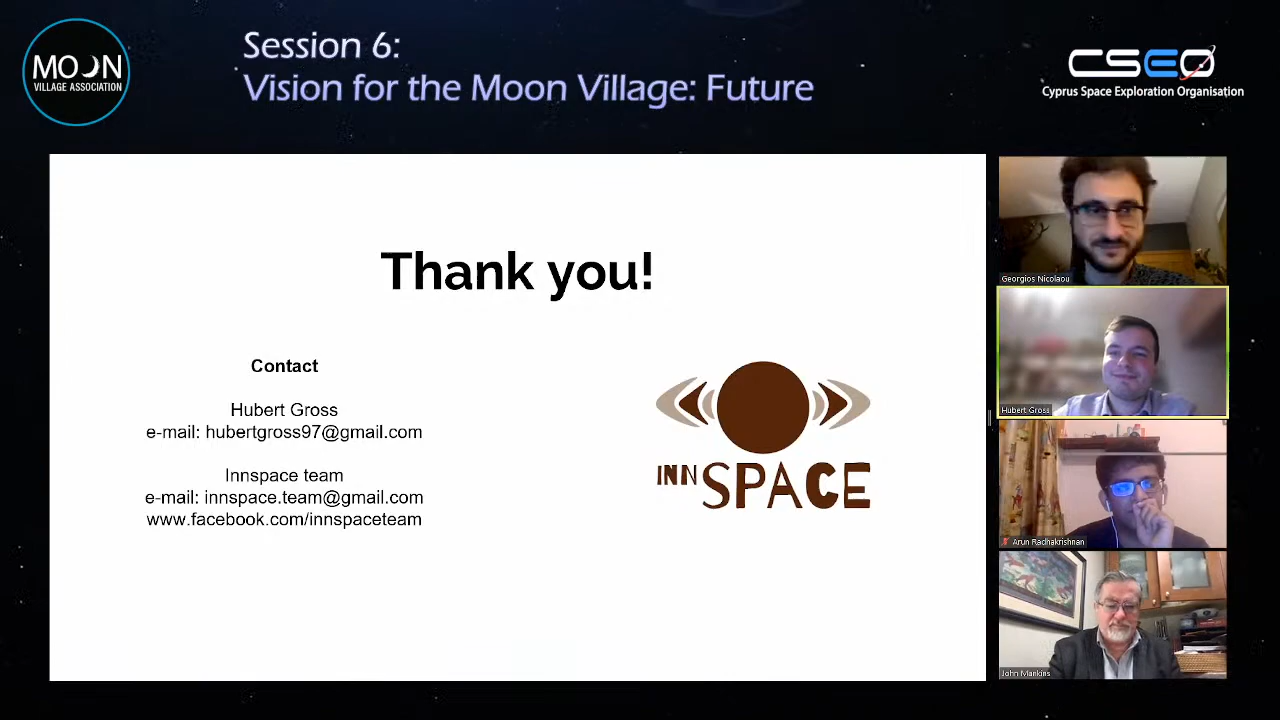 MOON
VILLAGE ASSOCIATION
Session 6:
Vision for the Moon Village: Future
CSEO
Cyprus Space Exploration Organisation
Thank you!
Contact
Hubert Gross
e-mail: hubertgross97@gmail.com
Innspace team
e-mail: innspace.team@gmail.com
www.facebook.com/innspaceteam
INNSPACE
Georgios Nicolaou
Hubert Gross
Arun Radhakrishnan
John Mankins